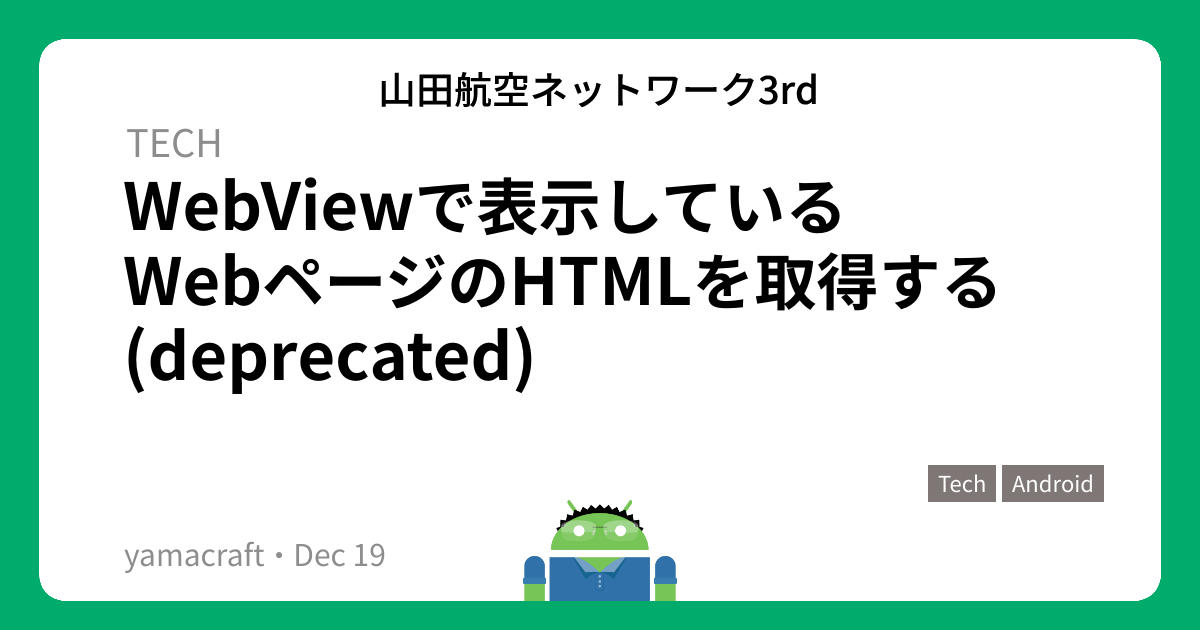 山田航空ネットワーク3rd
TECH
WebViewで表示している
WebページのHTMLを取得する
(deprecated)
Tech Android
yamacraft・Dec 19